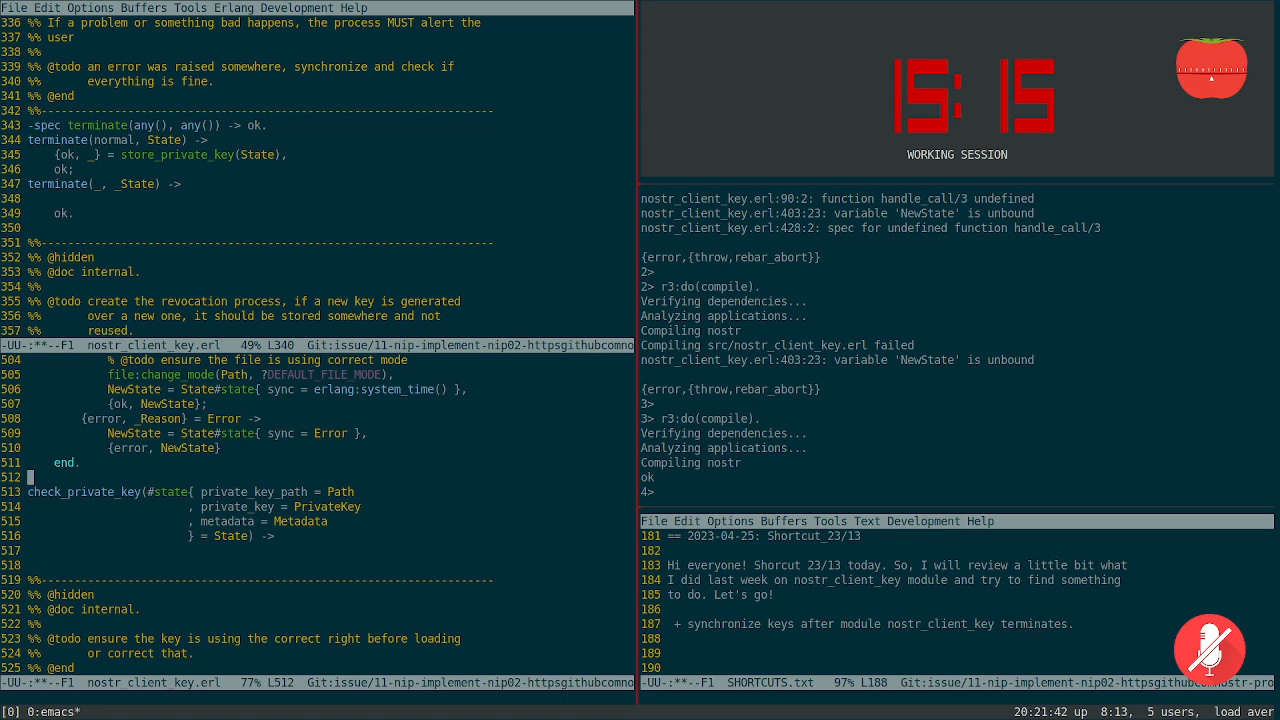 File Edit Options Buffers Tools Erlang Development Help
336 %% If a problem or something bad happens, the process MUST alert the
337 %% user
338 %%
339 %% @todo an error was raised somewhere, synchronize and check if
340 %%       everything is fine.
341 %% @end
342 %%--------------------------------------------------------------------
343 -spec terminate(any(), any()) -> ok.
344 terminate(normal, State) ->
345     {ok, _} = store_private_key(State),
346     ok;
347 terminate(_, _State) ->
348
349     ok.
350
351 %%--------------------------------------------------------------------
352 %% @hidden
353 %% @doc internal.
354 %%
355 %% @todo create the revocation process, if a new key is generated
356 %%       over a new one, it should be stored somewhere and not
357 %%       reused.
-UU-:**--F1  nostr_client_key.erl   49% L340  Git:issue/11-nip-implement-nip02-httpsgithubcomno
504             % @todo ensure the file is using correct mode
505             file:change_mode(Path, ?DEFAULT_FILE_MODE),
506             NewState = State#state{ sync = erlang:system_time() },
507             {ok, NewState};
508         {error, _Reason} = Error ->
509             NewState = State#state{ sync = Error },
510             {error, NewState}
511     end.
512
513 check_private_key(#state{ private_key_path = Path
514                         , private_key = PrivateKey
515                         , metadata = Metadata
516                         } = State) ->
517
518
519 %%--------------------------------------------------------------------
520 %% @hidden
521 %% @doc internal.
522 %%
523 %% @todo ensure the key is using the correct right before loading
524 %%       or correct that.
525 %% @end
-UU-:**--F1  nostr_client_key.erl   77% L512  Git:issue/11-nip-implement-nip02-httpsgithubcomno
15:15
WORKING SESSION
nostr_client_key.erl:90:2: function handle_call/3 undefined
nostr_client_key.erl:403:23: variable 'NewState' is unbound
nostr_client_key.erl:428:2: spec for undefined function handle_call/3
{error,{throw,rebar_abort}}
2>
2> r3:do(compile).
Verifying dependencies...
Analyzing applications...
Compiling nostr
Compiling src/nostr_client_key.erl failed
nostr_client_key.erl:403:23: variable 'NewState' is unbound
{error,{throw,rebar_abort}}
3>
3> r3:do(compile).
Verifying dependencies...
Analyzing applications...
Compiling nostr
ok
4>
File Edit Options Buffers Tools Text Development Help
181 == 2023-04-25: Shortcut_23/13
182
183 Hi everyone! Shorcut 23/13 today. So, I will review a little bit what
184 I did last week on nostr_client_key module and try to find something
185 to do. Let's go!
186
187  + synchronize keys after module nostr_client_key terminates.
188
189
190
-UU-:**--F1  SHORTCUTS.txt   97% L188  Git:issue/11-nip-implement-nip02-httpsgithubcomnostr-pro
[0] 0:emacs*
20:21:42 up  8:13,  5 users,  load aver